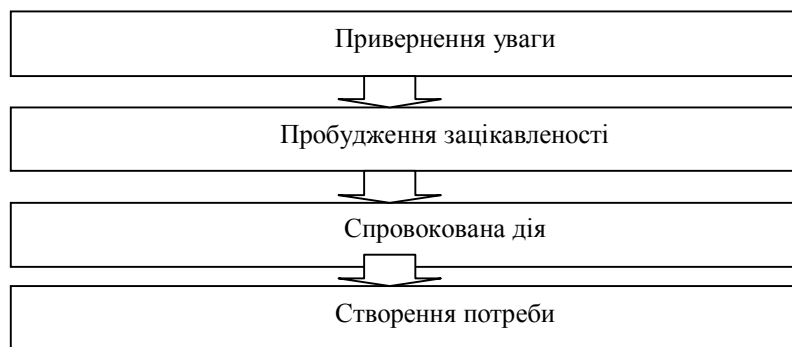 Привернення уваги
Пробудження зацікавленості
Спровокована дія
Створення потреби